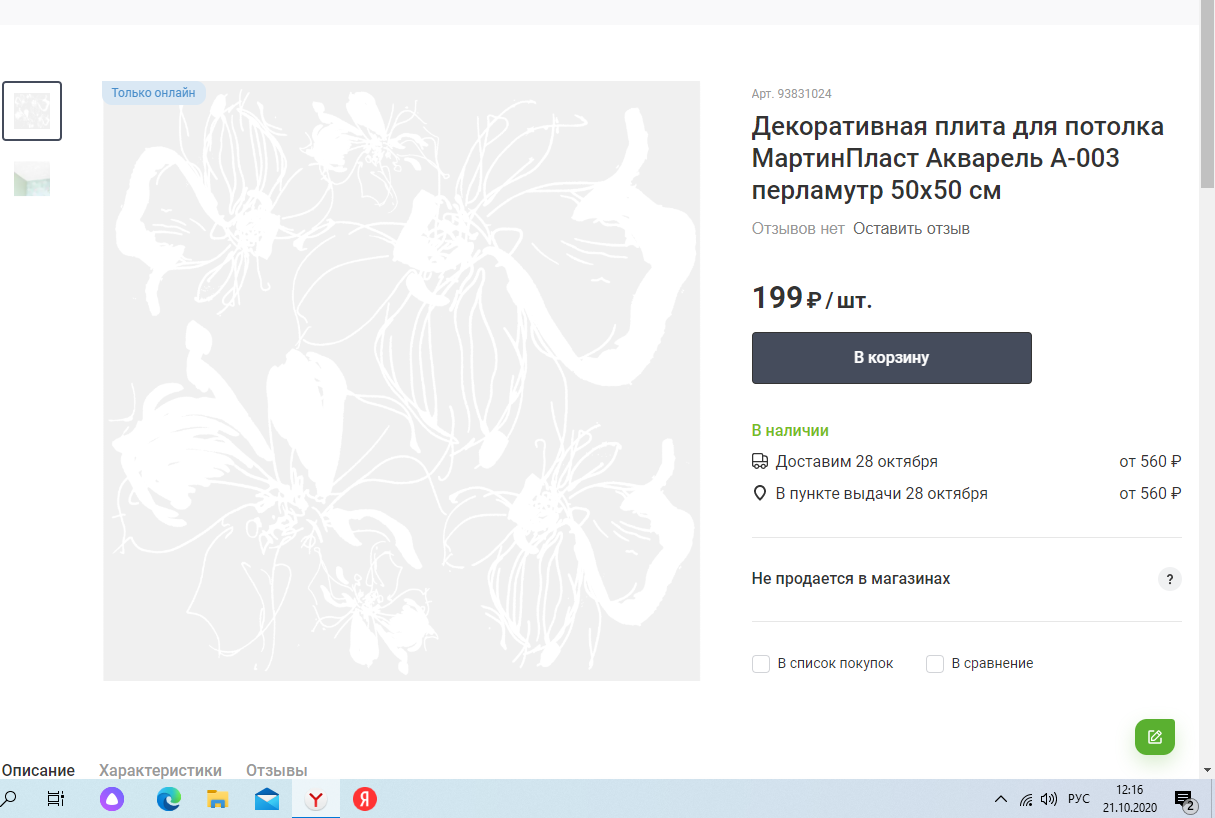 Только онлайн
Арт. 93831024
Декоративная плита для потолка
МартинПласт Акварель А-003
перламутр 50х50 см
Отзывов нет Оставить отзыв
199 ₽ / шт.
В корзину
В наличии
Доставим 28 октября от 560 ₽
В пункте выдачи 28 октября от 560 ₽
Не продается в магазинах ?
В список покупок В сравнение
Описание Характеристики Отзывы
Y Я РУС 12:16
21.10.2020
2